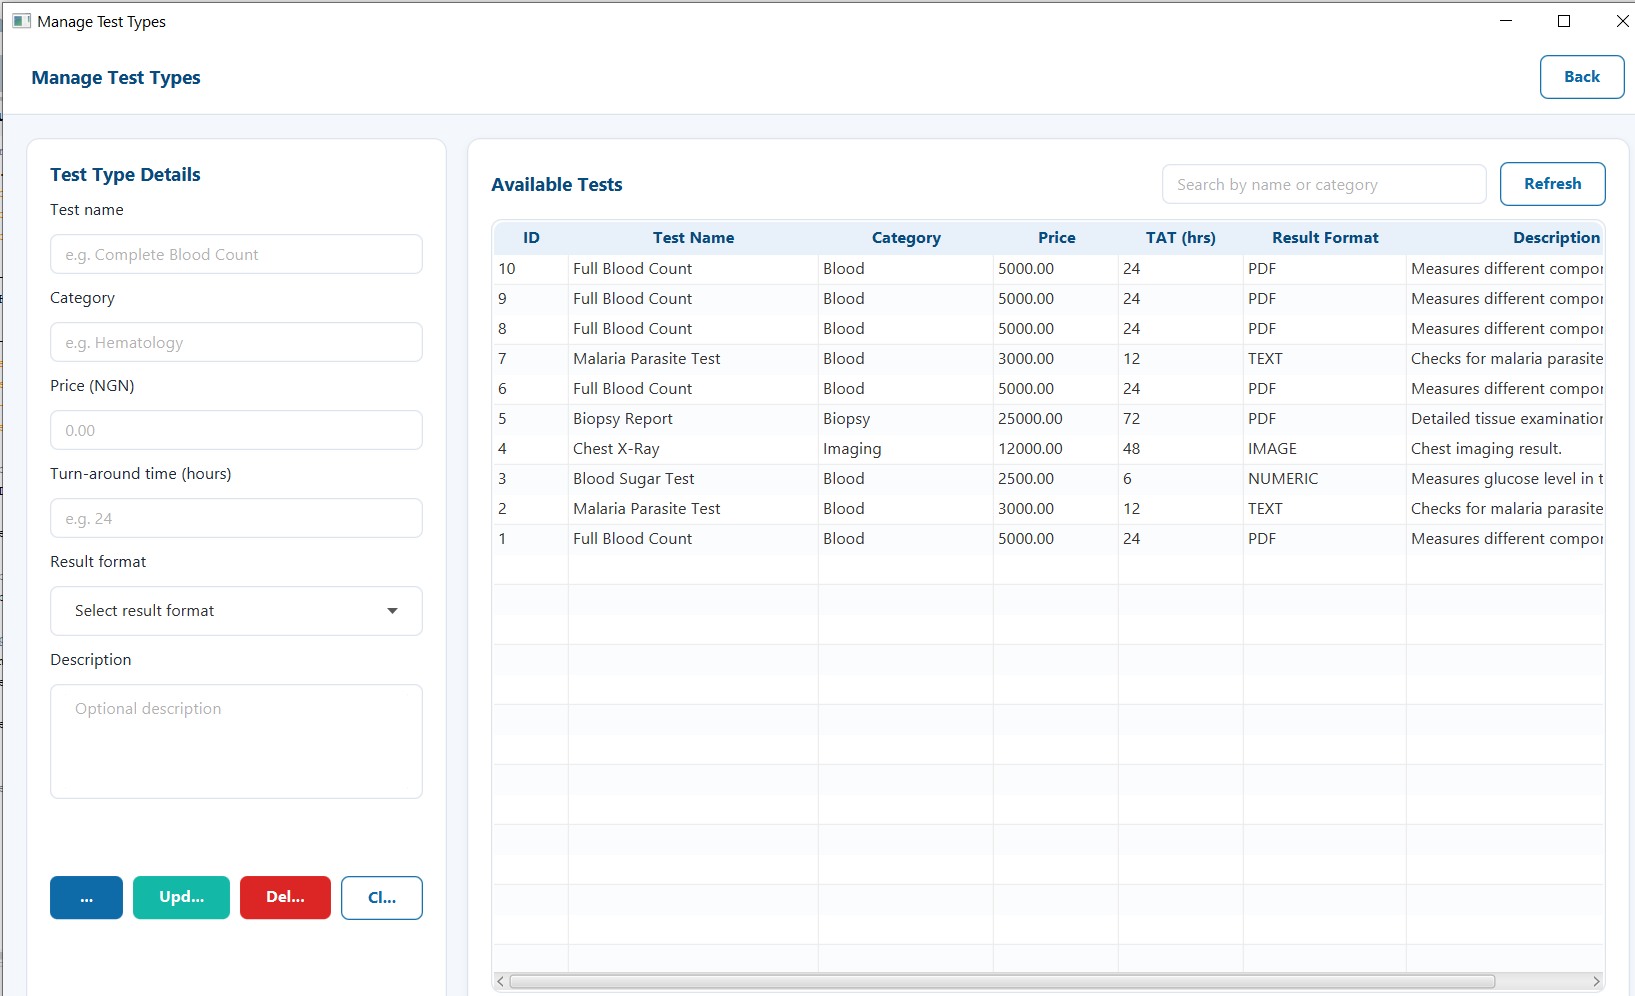 Manage Test Types
Manage Test Types
Back
Test Type Details
Test name
e.g. Complete Blood Count
Category
e.g. Hematology
Price (NGN)
0.00
Turn-around time (hours)
e.g. 24
Result format
Select result format
Description
Optional description
... Upd... Del... Cl...
Available Tests
Search by name or category
Refresh
ID Test Name Category Price TAT (hrs) Result Format Description
10 Full Blood Count Blood 5000.00 24 PDF Measures different compor
9 Full Blood Count Blood 5000.00 24 PDF Measures different compor
8 Full Blood Count Blood 5000.00 24 PDF Measures different compor
7 Malaria Parasite Test Blood 3000.00 12 TEXT Checks for malaria parasite
6 Full Blood Count Blood 5000.00 24 PDF Measures different compor
5 Biopsy Report Biopsy 25000.00 72 PDF Detailed tissue examination
4 Chest X-Ray Imaging 12000.00 48 IMAGE Chest imaging result.
3 Blood Sugar Test Blood 2500.00 6 NUMERIC Measures glucose level in t
2 Malaria Parasite Test Blood 3000.00 12 TEXT Checks for malaria parasite
1 Full Blood Count Blood 5000.00 24 PDF Measures different compor